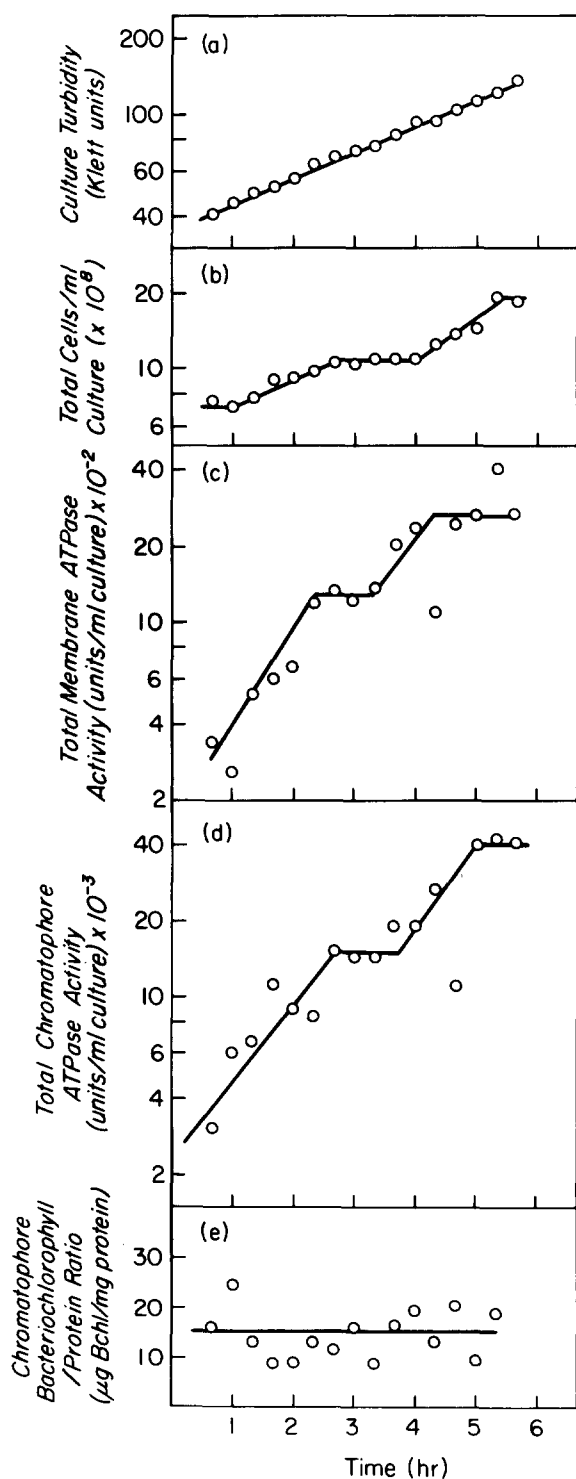 (a)
200
100
60
40
Culture Turbidity
(Klett units)
(b)
20
10
6
Total Cells/ml
Culture (x 10⁸)
(c)
40
20
10
6
4
2
Total Membrane ATPase
Activity (units/ml culture) x 10⁻²
(d)
40
20
10
6
4
2
Total Chromatophore
ATPase Activity
(units/ml culture) x 10⁻³
(e)
30
20
10
Chromatophore
Bacteriochlorophyll
/Protein Ratio
(μg Bchl/mg protein)
1 2 3 4 5 6
Time (hr)